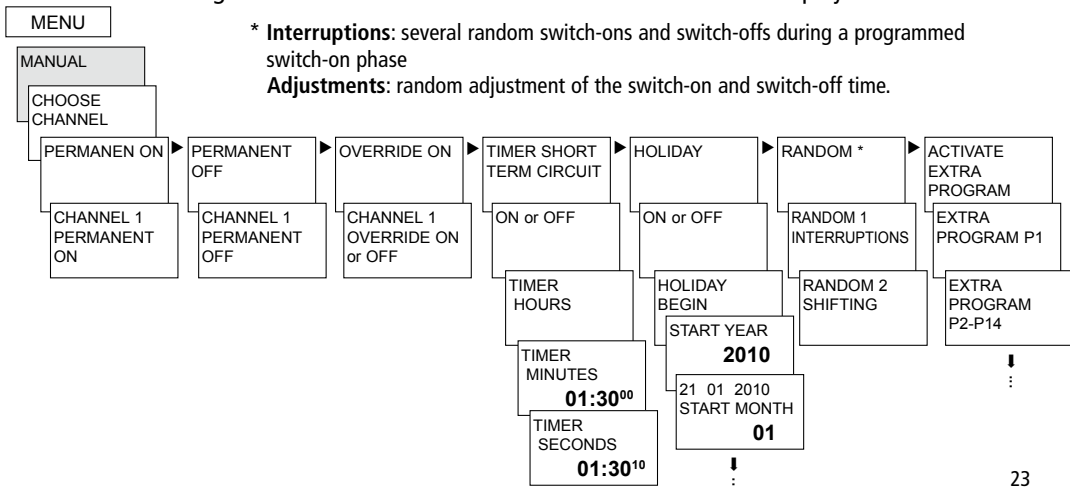 MENU
* Interruptions: several random switch-ons and switch-offs during a programmed
switch-on phase
Adjustments: random adjustment of the switch-on and switch-off time.
MANUAL
CHOOSE
CHANNEL
PERMANEN ON
CHANNEL 1
PERMANENT
ON
PERMANENT
OFF
CHANNEL 1
PERMANENT
OFF
OVERRIDE ON
CHANNEL 1
OVERRIDE ON
or OFF
TIMER SHORT
TERM CIRCUIT
ON or OFF
TIMER
HOURS
TIMER
MINUTES
01:30⁰⁰
TIMER
SECONDS
01:30¹⁰
HOLIDAY
ON or OFF
HOLIDAY
BEGIN
START YEAR
2010
21 01 2010
START MONTH
01
RANDOM *
RANDOM 1
INTERRUPTIONS
RANDOM 2
SHIFTING
ACTIVATE
EXTRA
PROGRAM
EXTRA
PROGRAM P1
EXTRA
PROGRAM
P2-P14
23